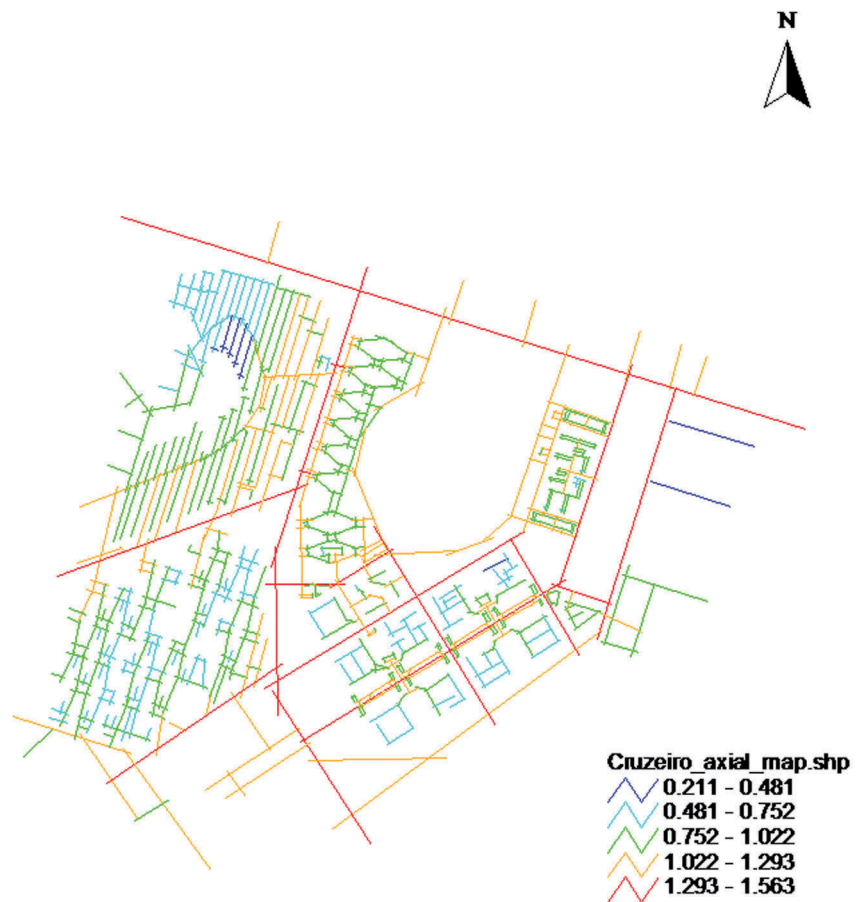 N
Cruzeiro_axial_map.shp
0.211 - 0.481
0.481 - 0.752
0.752 - 1.022
1.022 - 1.293
1.293 - 1.563